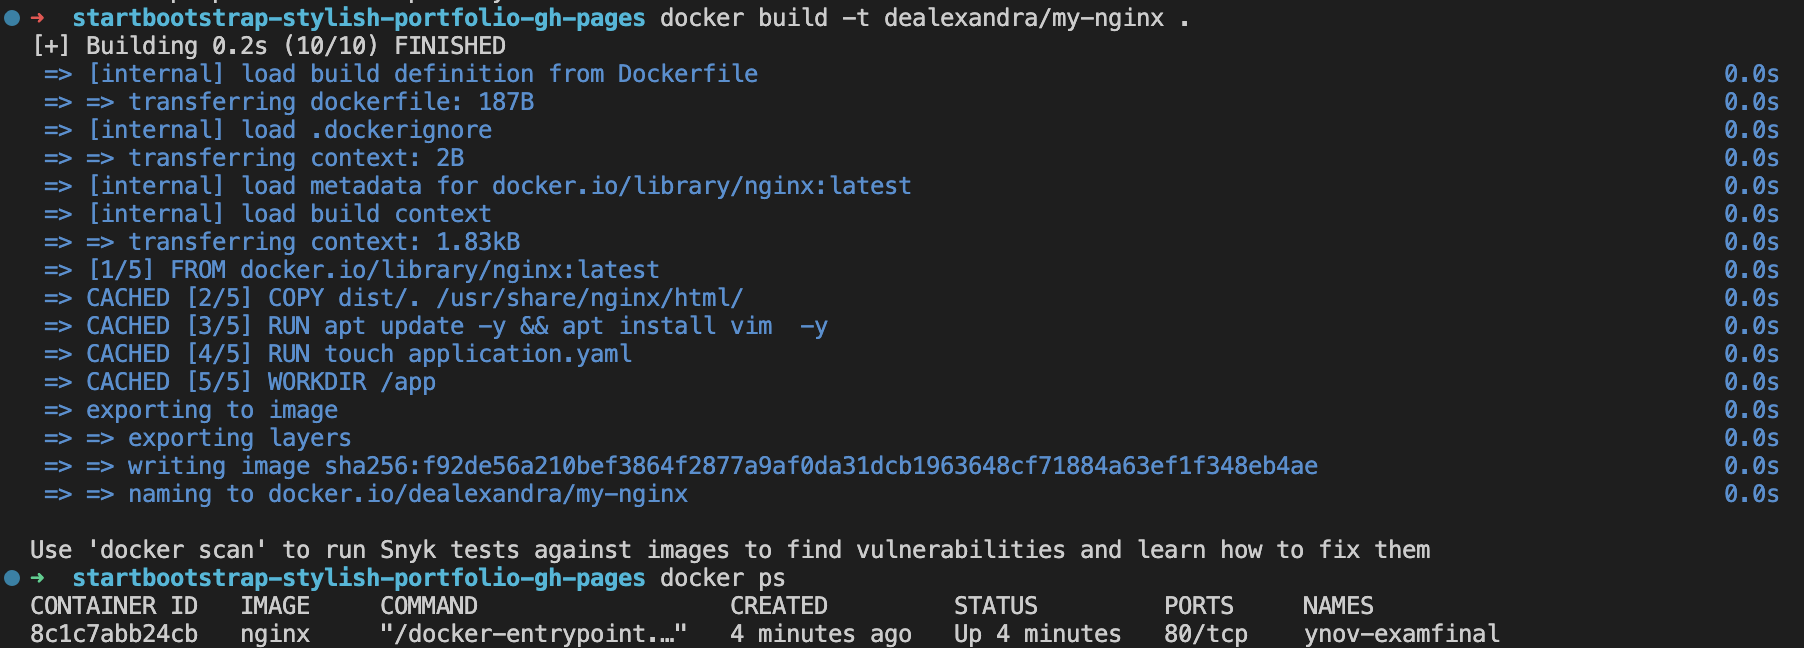 ➜ startbootstrap-stylish-portfolio-gh-pages docker build -t dealexandra/my-nginx .
[+] Building 0.2s (10/10) FINISHED
=> [internal] load build definition from Dockerfile 0.0s
=> => transferring dockerfile: 187B 0.0s
=> [internal] load .dockerignore 0.0s
=> => transferring context: 2B 0.0s
=> [internal] load metadata for docker.io/library/nginx:latest 0.0s
=> [internal] load build context 0.0s
=> => transferring context: 1.83kB 0.0s
=> [1/5] FROM docker.io/library/nginx:latest 0.0s
=> CACHED [2/5] COPY dist/. /usr/share/nginx/html/ 0.0s
=> CACHED [3/5] RUN apt update -y && apt install vim  -y 0.0s
=> CACHED [4/5] RUN touch application.yaml 0.0s
=> CACHED [5/5] WORKDIR /app 0.0s
=> exporting to image 0.0s
=> => exporting layers 0.0s
=> => writing image sha256:f92de56a210bef3864f2877a9af0da31dcb1963648cf71884a63ef1f348eb4ae 0.0s
=> => naming to docker.io/dealexandra/my-nginx 0.0s
Use 'docker scan' to run Snyk tests against images to find vulnerabilities and learn how to fix them
➜ startbootstrap-stylish-portfolio-gh-pages docker ps
CONTAINER ID IMAGE COMMAND CREATED STATUS PORTS NAMES
8c1c7abb24cb nginx "/docker-entrypoint.…" 4 minutes ago Up 4 minutes 80/tcp ynov-examfinal